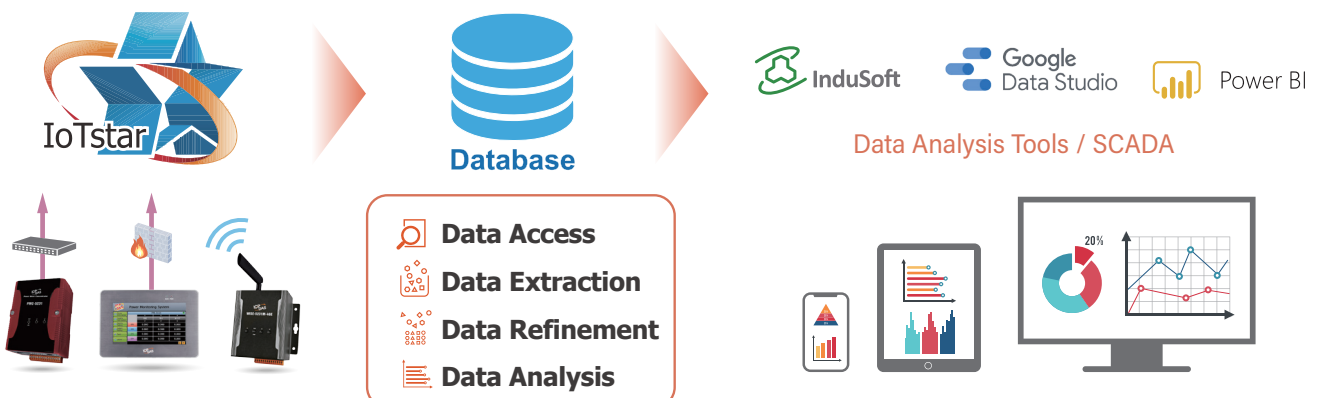 IoTstar
Database
InduSoft
Google
Data Studio
Power BI
Data Analysis Tools / SCADA
Data Access
Data Extraction
Data Refinement
Data Analysis
20%